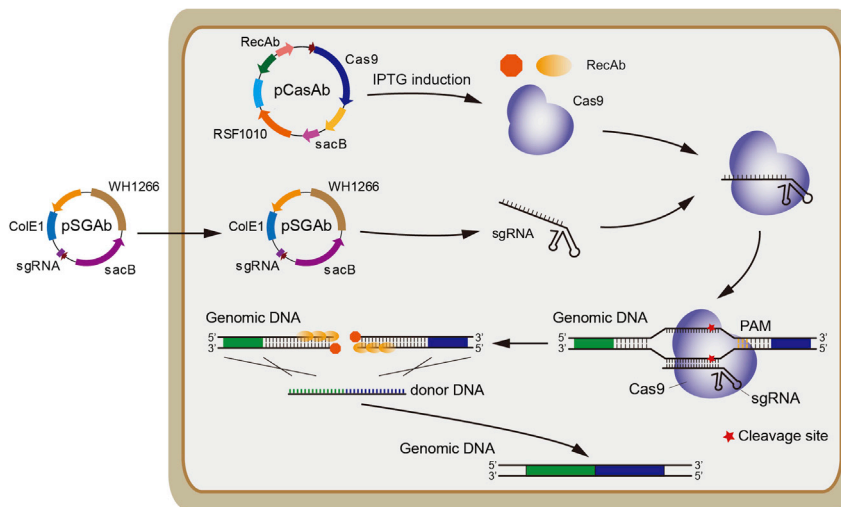 RecAb
Cas9
pCasAb
RSF1010
sacB
IPTG induction
RecAb
Cas9
WH1266
ColE1
pSGAb
sgRNA
sacB
WH1266
ColE1
pSGAb
sgRNA
sacB
sgRNA
Genomic DNA
5'
3'
3'
5'
donor DNA
Genomic DNA
PAM
5'
3'
3'
5'
Cas9
sgRNA
Cleavage site
Genomic DNA
5'
3'
3'
5'